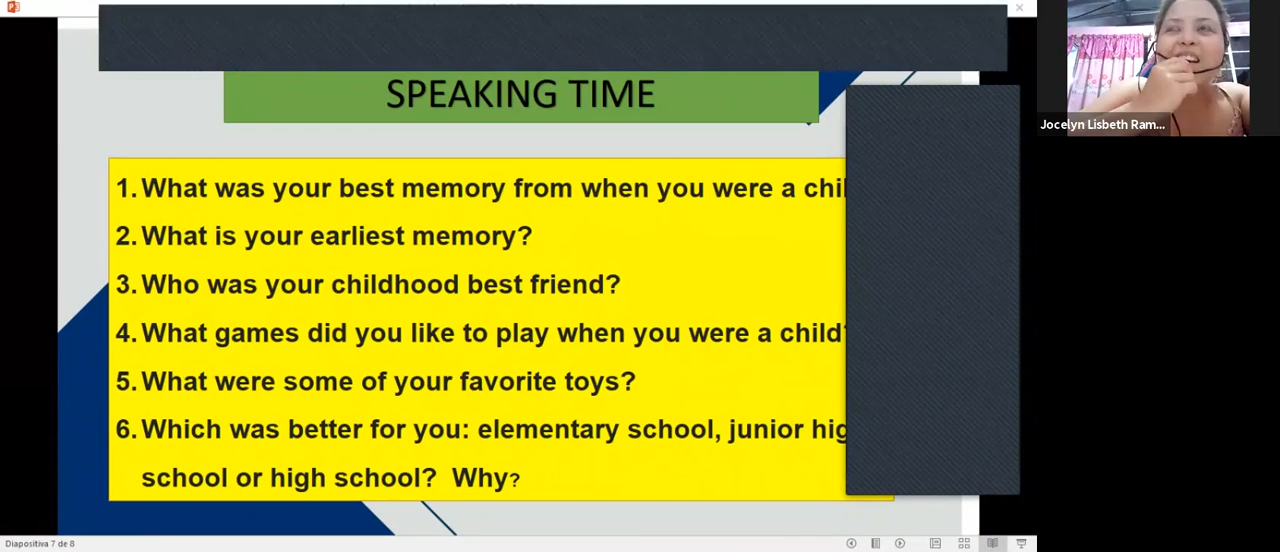 SPEAKING TIME
Jocelyn Lisbeth Ram...
1. What was your best memory from when you were a
2. What is your earliest memory?
3. Who was your childhood best friend?
4. What games did you like to play when you were a child?
5. What were some of your favorite toys?
6. Which was better for you: elementary school, junior
school or high school? Why?
Diapositiva 7 de 8